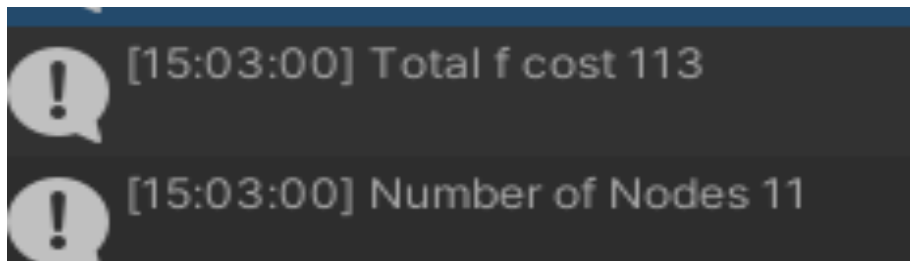 [15:03:00] Total f cost 113
[15:03:00] Number of Nodes 11